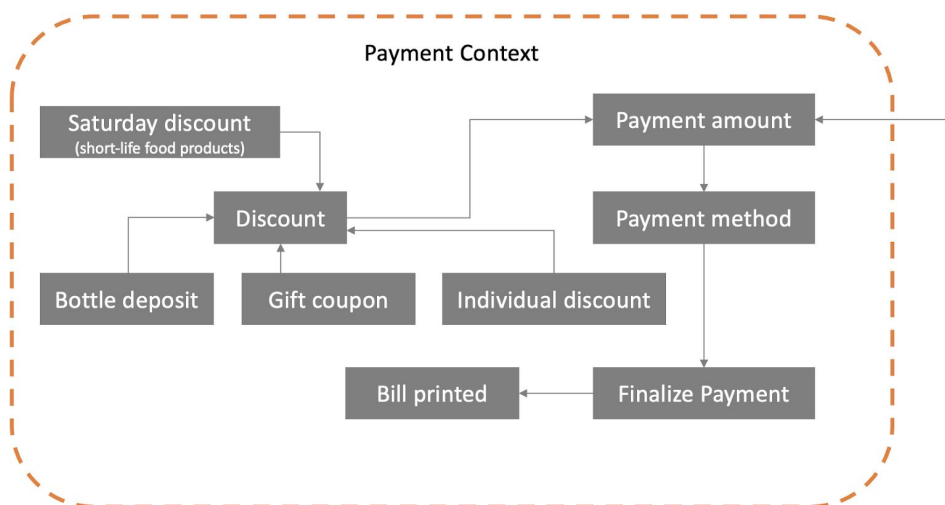 Payment Context
Saturday discount
(short-life food products)
Payment amount
Discount
Payment method
Bottle deposit
Gift coupon
Individual discount
Bill printed
Finalize Payment